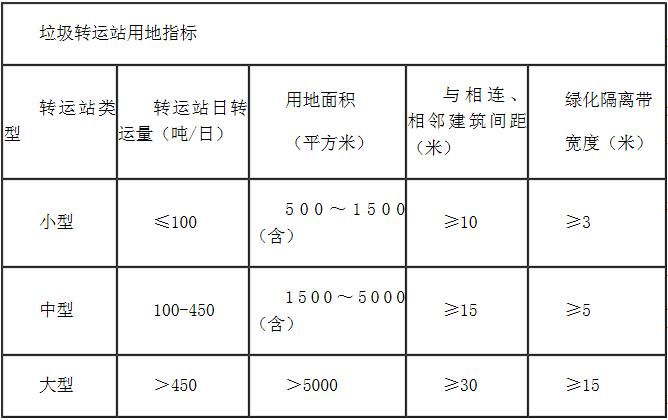 垃圾转运站用地指标
转运站类
型
转运站日转
运量（吨/日）
用地面积
（平方米）
与相连、
相邻建筑间距
（米）
绿化隔离带
宽度（米）
小型
≤100
500～1500
（含）
≥10
≥3
中型
100-450
1500～5000
（含）
≥15
≥5
大型
＞450
＞5000
≥30
≥15